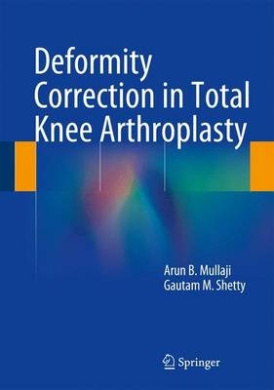 Deformity
Correction in Total
Knee Arthroplasty
Arun B. Mullaji
Gautam M. Shetty
Springer